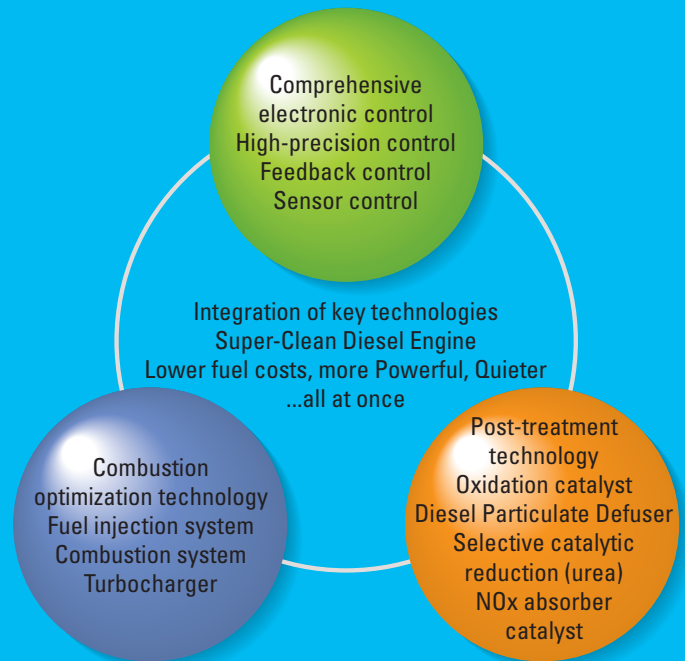 Comprehensive
electronic control
High-precision control
Feedback control
Sensor control
Integration of key technologies
Super-Clean Diesel Engine
Lower fuel costs, more Powerful, Quieter
...all at once
Combustion
optimization technology
Fuel injection system
Combustion system
Turbocharger
Post-treatment
technology
Oxidation catalyst
Diesel Particulate Defuser
Selective catalytic
reduction (urea)
NOx absorber
catalyst